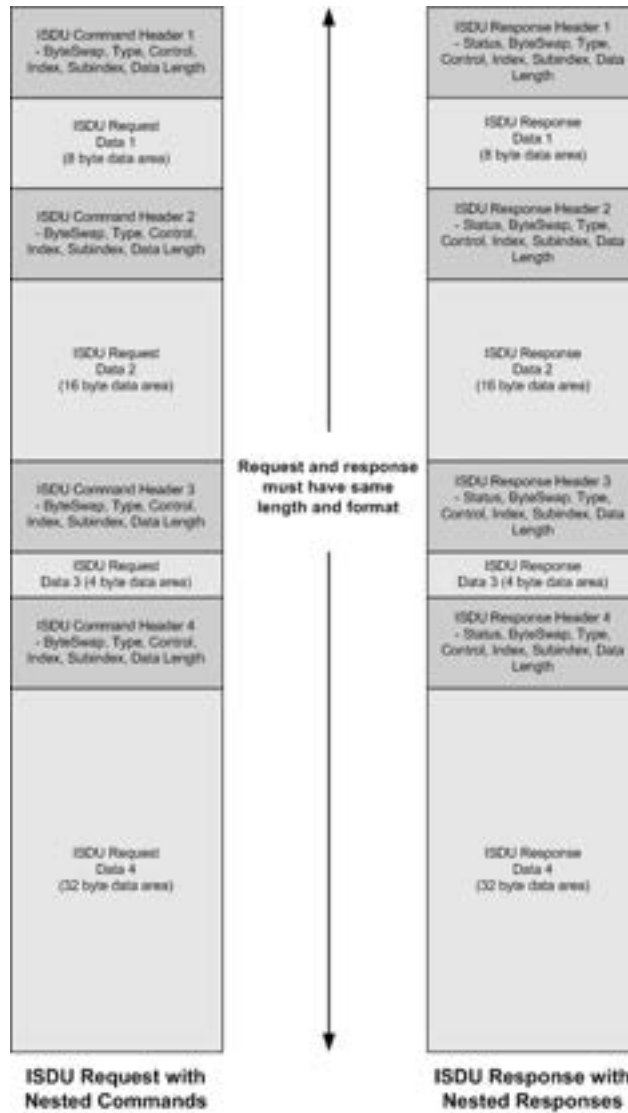 ISDU Command Header 1
- ByteSwap, Type, Control,
Index, Subindex, Data Length
ISDU Request
Data 1
(8 byte data area)
ISDU Command Header 2
- ByteSwap, Type, Control,
Index, Subindex, Data Length
ISDU Request
Data 2
(16 byte data area)
ISDU Command Header 3
- ByteSwap, Type, Control,
Index, Subindex, Data Length
ISDU Request
Data 3 (4 byte data area)
ISDU Command Header 4
- ByteSwap, Type, Control,
Index, Subindex, Data Length
ISDU Request
Data 4
(32 byte data area)
ISDU Request with
Nested Commands
Request and response
must have same
length and format
ISDU Response Header 1
- Status, ByteSwap, Type,
Control, Index, Subindex, Data
Length
ISDU Response
Data 1
(8 byte data area)
ISDU Response Header 2
- Status, ByteSwap, Type,
Control, Index, Subindex, Data
Length
ISDU Response
Data 2
(16 byte data area)
ISDU Response Header 3
- Status, ByteSwap, Type,
Control, Index, Subindex, Data
Length
ISDU Response
Data 3 (4 byte data area)
ISDU Response Header 4
- Status, ByteSwap, Type,
Control, Index, Subindex, Data
Length
ISDU Response
Data 4
(32 byte data area)
ISDU Response with
Nested Responses